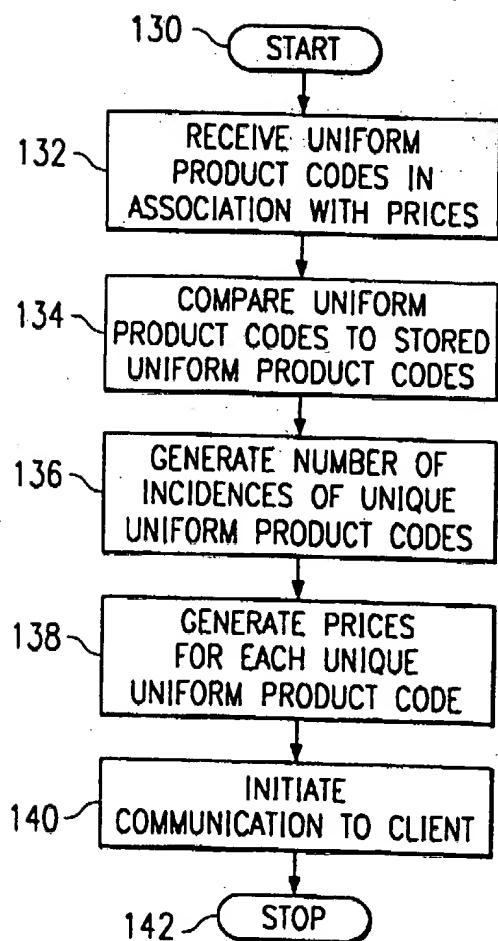 130
START
132
RECEIVE UNIFORM
PRODUCT CODES IN
ASSOCIATION WITH PRICES
134
COMPARE UNIFORM
PRODUCT CODES TO STORED
UNIFORM PRODUCT CODES
136
GENERATE NUMBER OF
INCIDENCES OF UNIQUE
UNIFORM PRODUCT CODES
138
GENERATE PRICES
FOR EACH UNIQUE
UNIFORM PRODUCT CODE
140
INITIATE
COMMUNICATION TO CLIENT
142
STOP